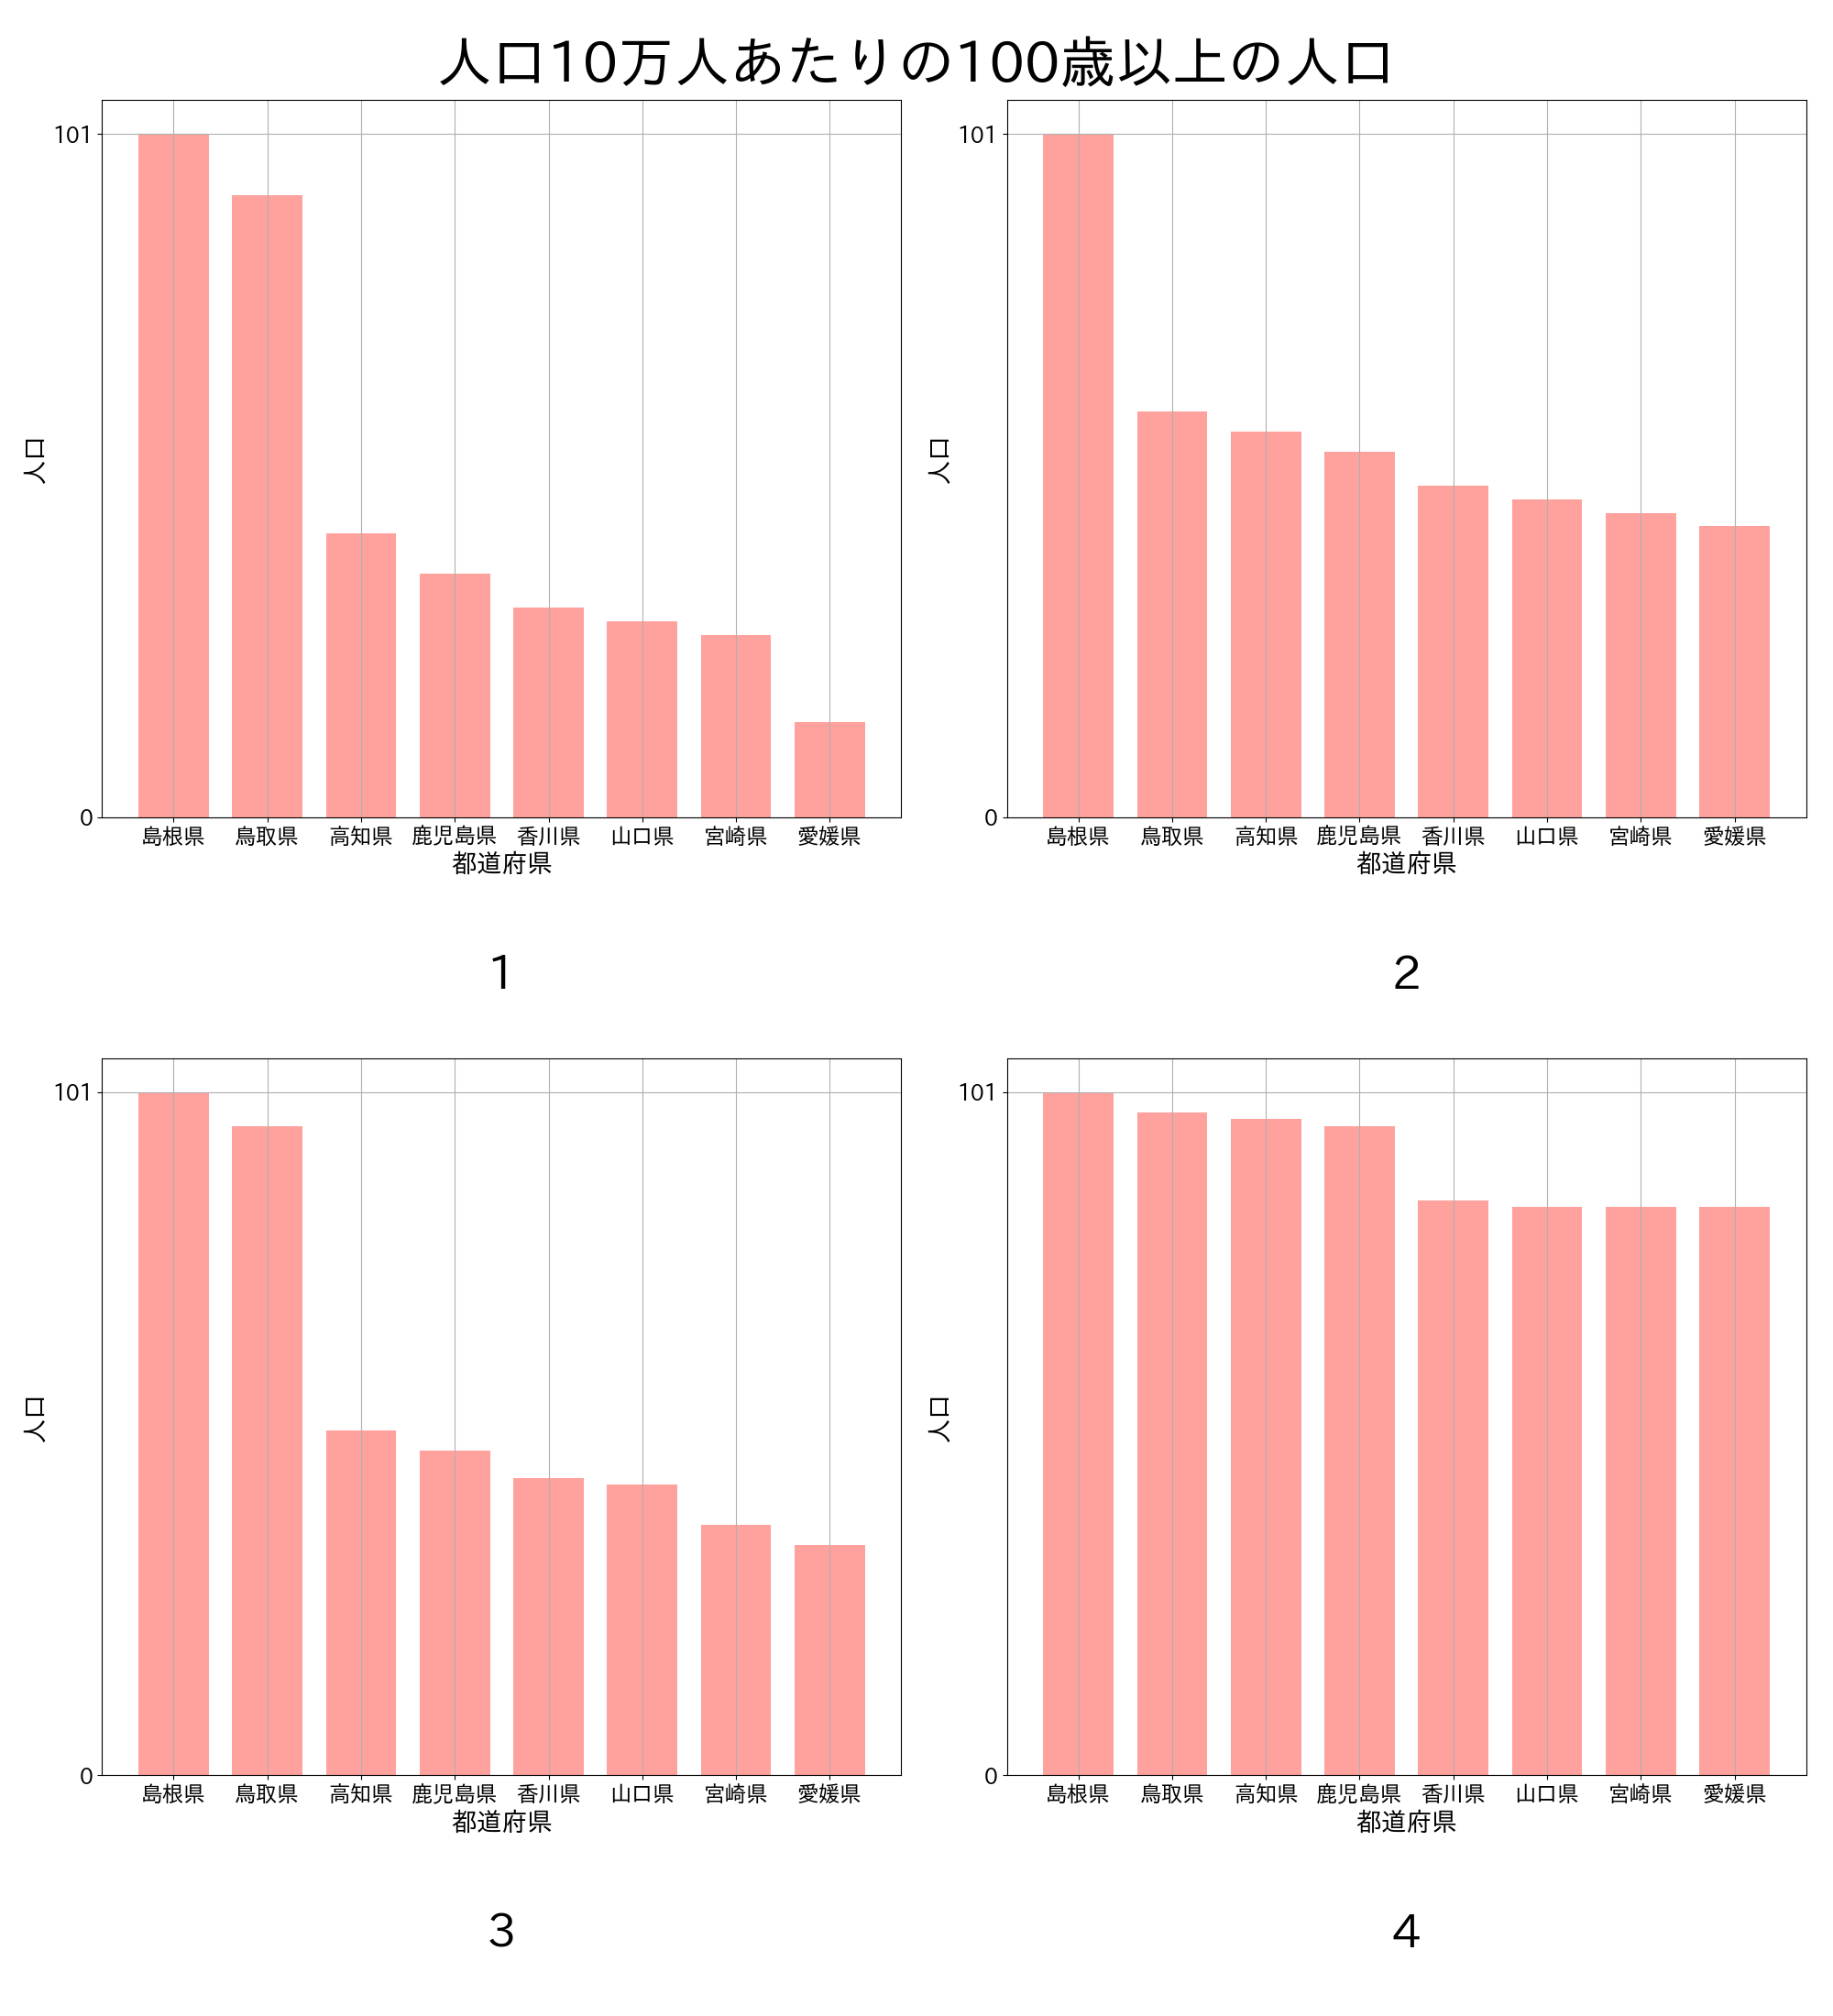 人口10万人あたりの100歳以上の人口
101
0
人口
島根県 鳥取県 高知県 鹿児島県 香川県 山口県 宮崎県 愛媛県
都道府県
1
101
0
人口
島根県 鳥取県 高知県 鹿児島県 香川県 山口県 宮崎県 愛媛県
都道府県
2
101
0
人口
島根県 鳥取県 高知県 鹿児島県 香川県 山口県 宮崎県 愛媛県
都道府県
3
101
0
人口
島根県 鳥取県 高知県 鹿児島県 香川県 山口県 宮崎県 愛媛県
都道府県
4